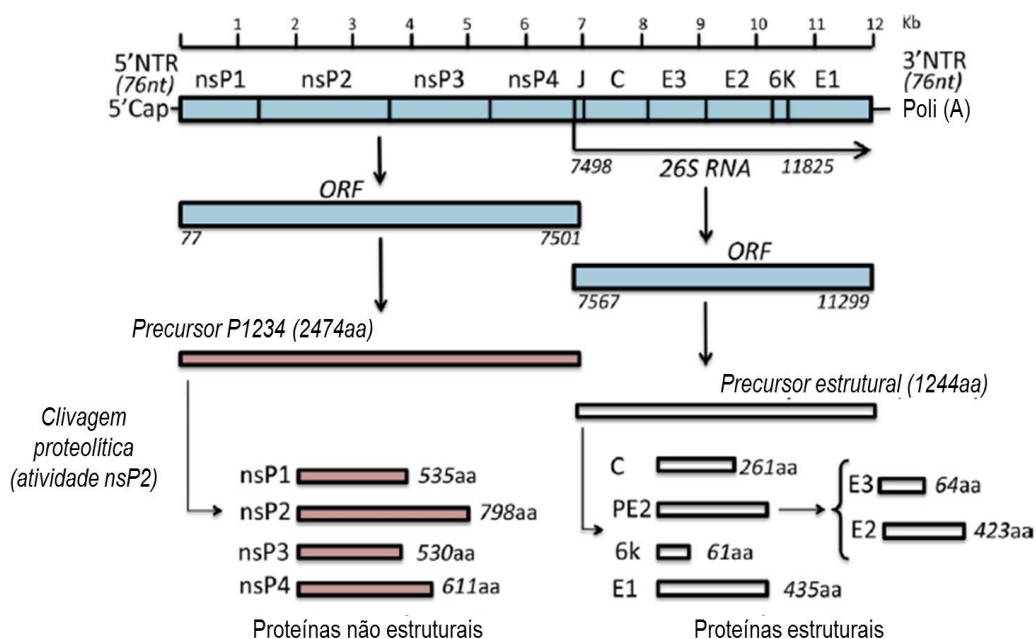 1 2 3 4 5 6 7 8 9 10 11 12 Kb
5’NTR
(76nt)
nsP1 nsP2 nsP3 nsP4 J C E3 E2 6K E1
3’NTR
(76nt)
5’Cap
Poli (A)
7498 26S RNA 11825
ORF
77 7501
ORF
7567 11299
Precursor P1234 (2474aa)
Precursor estrutural (1244aa)
Clivagem
proteolítica
(atividade nsP2)
nsP1 535aa
nsP2 798aa
nsP3 530aa
nsP4 611aa
Proteínas não estruturais
C 261aa
PE2
6k 61aa
E1 435aa
E3 64aa
E2 423aa
Proteínas estruturais